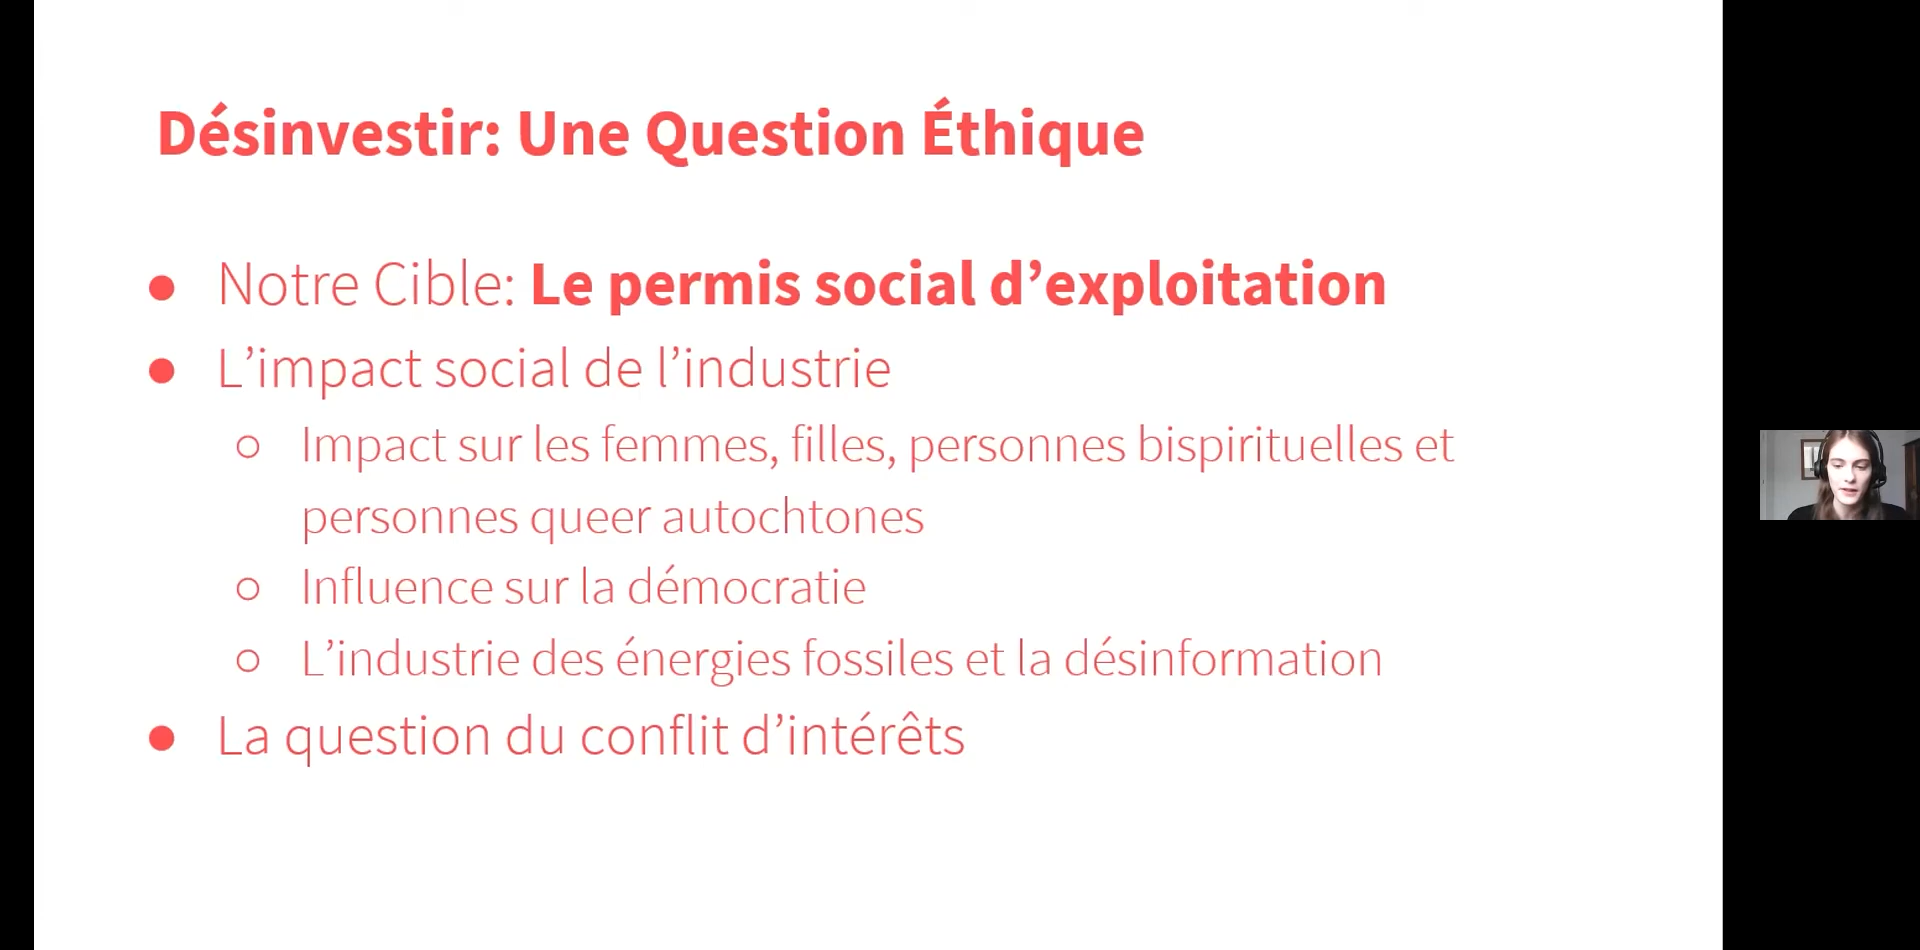 Désinvestir: Une Question Éthique
● Notre Cible: Le permis social d’exploitation
● L’impact social de l’industrie
○ Impact sur les femmes, filles, personnes bispirituelles et
personnes queer autochtones
○ Influence sur la démocratie
○ L’industrie des énergies fossiles et la désinformation
● La question du conflit d’intérêts